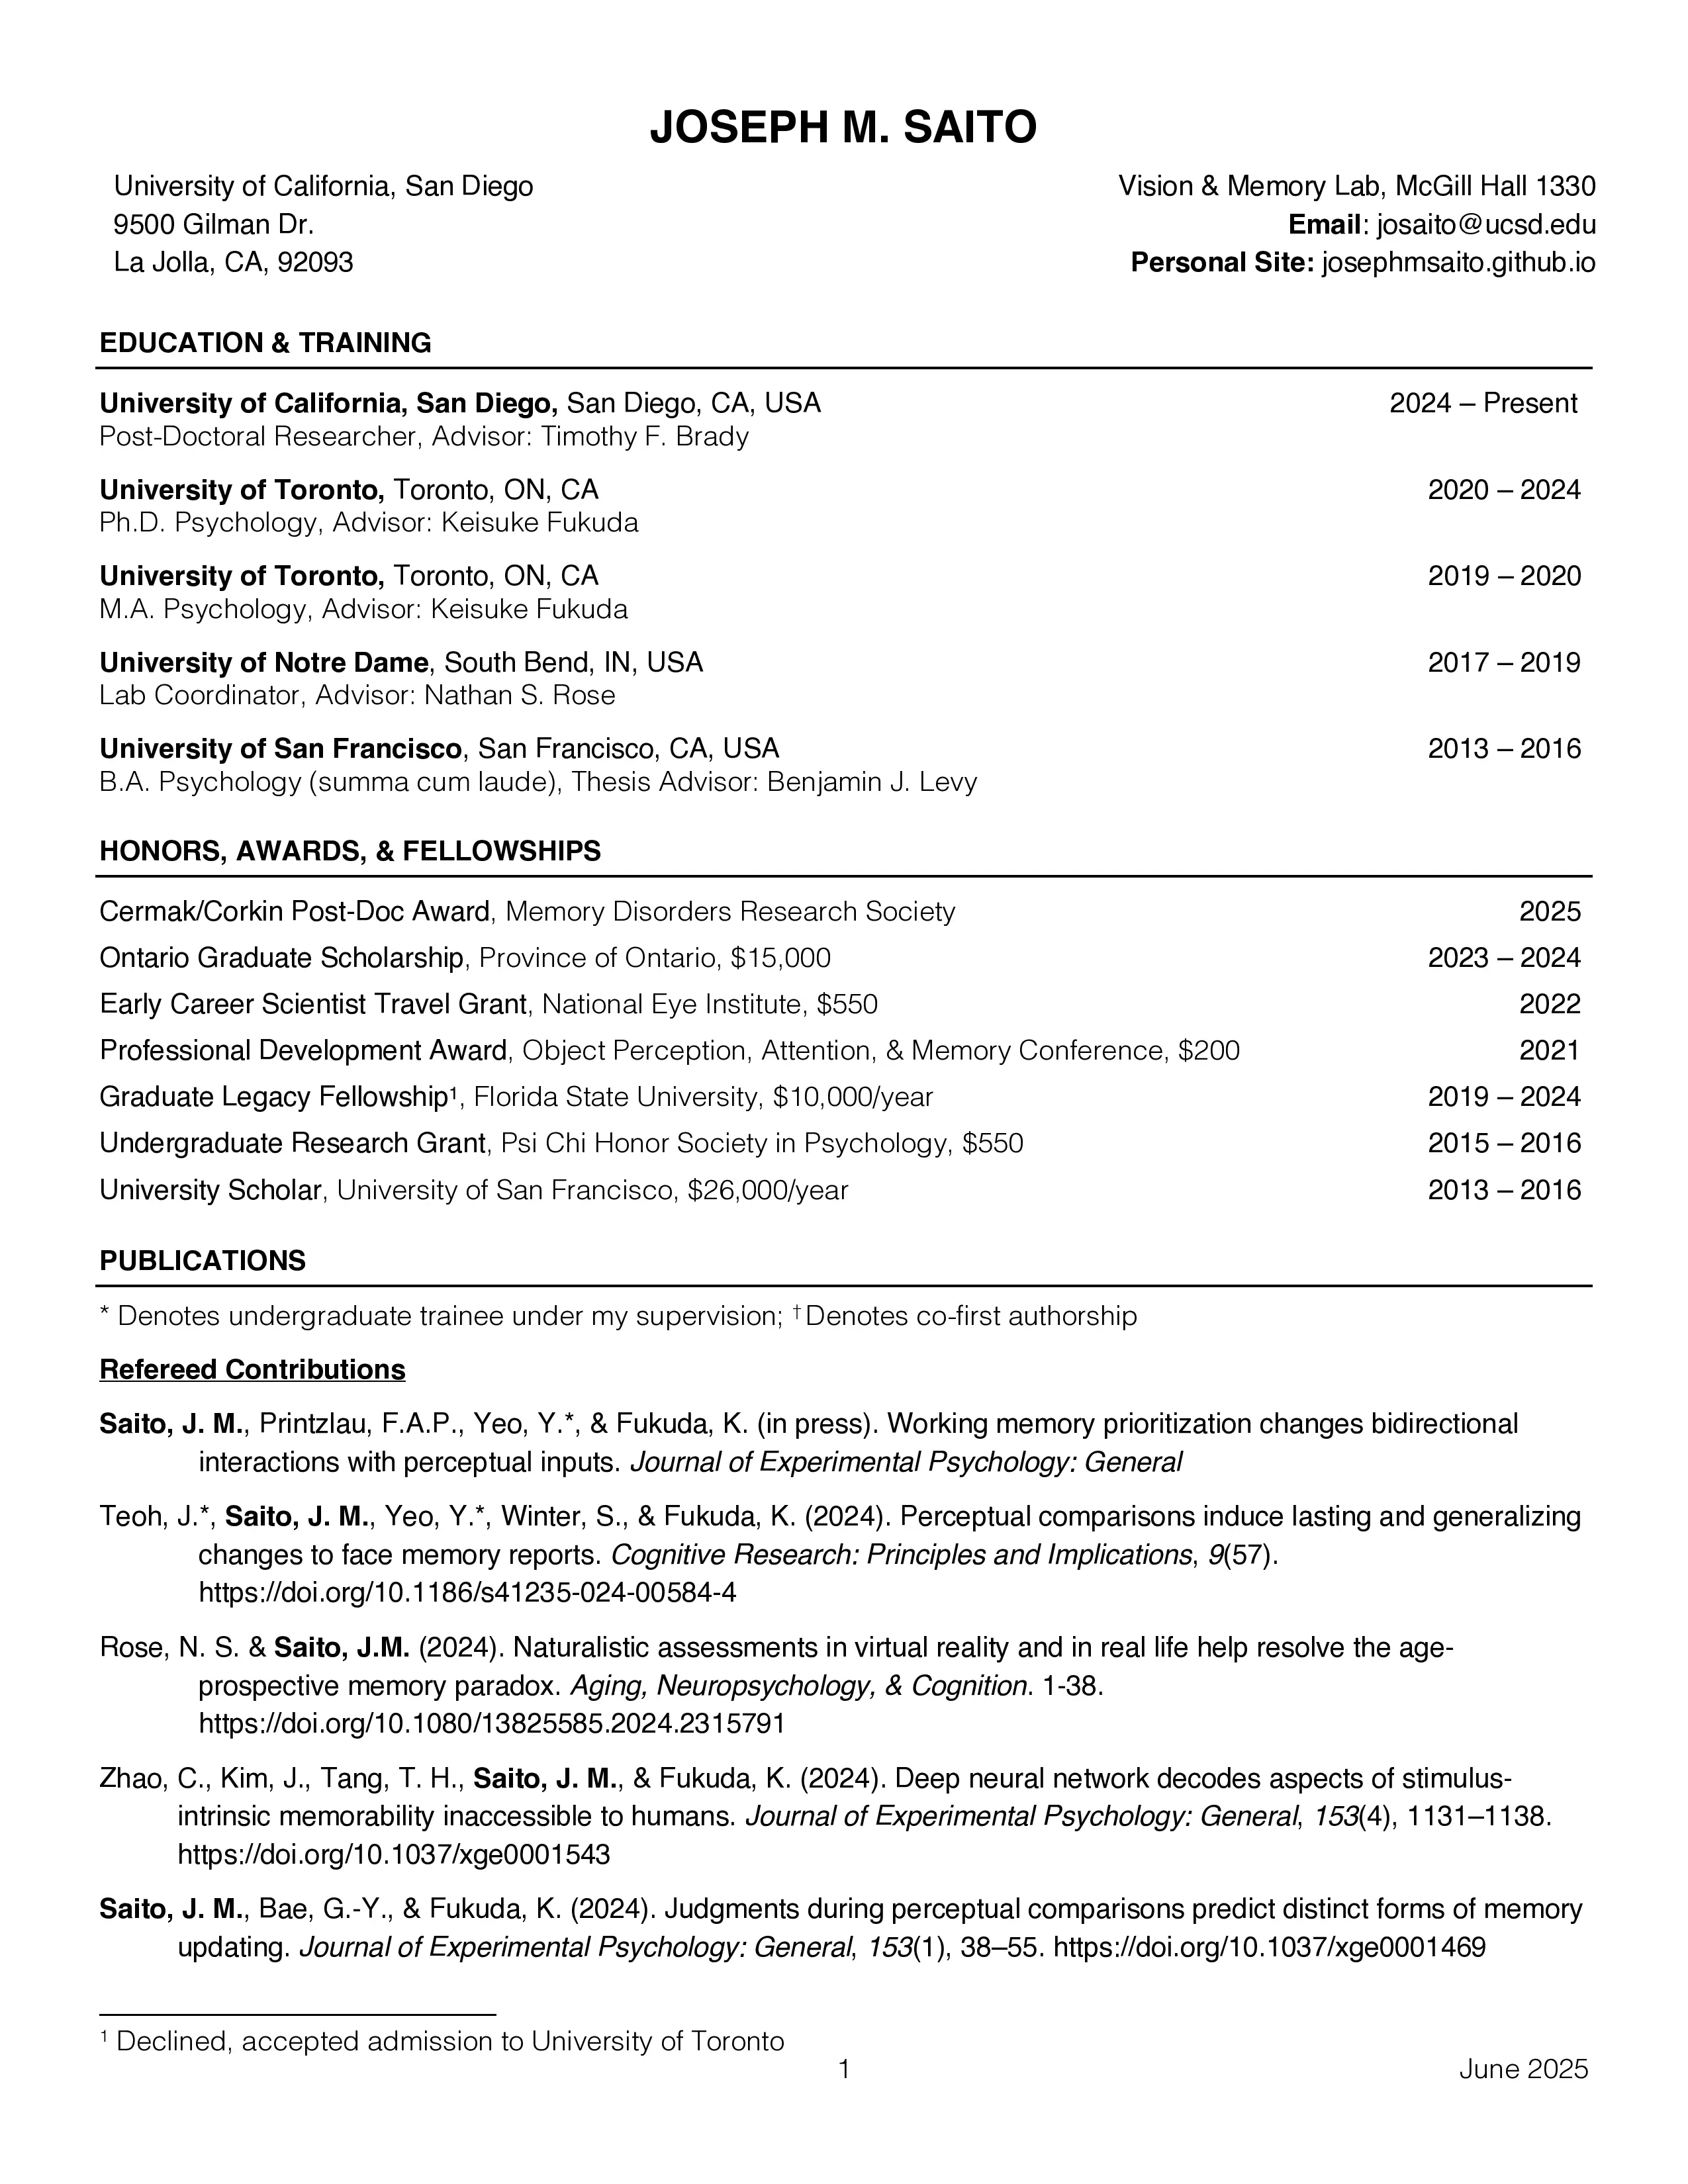 JOSEPH M. SAITO
University of California, San Diego
9500 Gilman Dr.
La Jolla, CA, 92093
Vision & Memory Lab, McGill Hall 1330
Email: josaito@ucsd.edu
Personal Site: josephmsaito.github.io
EDUCATION & TRAINING
University of California, San Diego, San Diego, CA, USA 2024 – Present
Post-Doctoral Researcher, Advisor: Timothy F. Brady
University of Toronto, Toronto, ON, CA 2020 – 2024
Ph.D. Psychology, Advisor: Keisuke Fukuda
University of Toronto, Toronto, ON, CA 2019 – 2020
M.A. Psychology, Advisor: Keisuke Fukuda
University of Notre Dame, South Bend, IN, USA 2017 – 2019
Lab Coordinator, Advisor: Nathan S. Rose
University of San Francisco, San Francisco, CA, USA 2013 – 2016
B.A. Psychology (summa cum laude), Thesis Advisor: Benjamin J. Levy
HONORS, AWARDS, & FELLOWSHIPS
Cermak/Corkin Post-Doc Award, Memory Disorders Research Society 2025
Ontario Graduate Scholarship, Province of Ontario, $15,000 2023 – 2024
Early Career Scientist Travel Grant, National Eye Institute, $550 2022
Professional Development Award, Object Perception, Attention, & Memory Conference, $200 2021
Graduate Legacy Fellowship¹, Florida State University, $10,000/year 2019 – 2024
Undergraduate Research Grant, Psi Chi Honor Society in Psychology, $550 2015 – 2016
University Scholar, University of San Francisco, $26,000/year 2013 – 2016
PUBLICATIONS
* Denotes undergraduate trainee under my supervision; † Denotes co-first authorship
Refereed Contributions
Saito, J. M., Printzlau, F.A.P., Yeo, Y.*, & Fukuda, K. (in press). Working memory prioritization changes bidirectional
interactions with perceptual inputs. Journal of Experimental Psychology: General
Teoh, J.*, Saito, J. M., Yeo, Y.*, Winter, S., & Fukuda, K. (2024). Perceptual comparisons induce lasting and generalizing
changes to face memory reports. Cognitive Research: Principles and Implications, 9(57).
https://doi.org/10.1186/s41235-024-00584-4
Rose, N. S. & Saito, J.M. (2024). Naturalistic assessments in virtual reality and in real life help resolve the age-
prospective memory paradox. Aging, Neuropsychology, & Cognition. 1-38.
https://doi.org/10.1080/13825585.2024.2315791
Zhao, C., Kim, J., Tang, T. H., Saito, J. M., & Fukuda, K. (2024). Deep neural network decodes aspects of stimulus-
intrinsic memorability inaccessible to humans. Journal of Experimental Psychology: General, 153(4), 1131–1138.
https://doi.org/10.1037/xge0001543
Saito, J. M., Bae, G.-Y., & Fukuda, K. (2024). Judgments during perceptual comparisons predict distinct forms of memory
updating. Journal of Experimental Psychology: General, 153(1), 38–55. https://doi.org/10.1037/xge0001469
¹ Declined, accepted admission to University of Toronto
1
June 2025